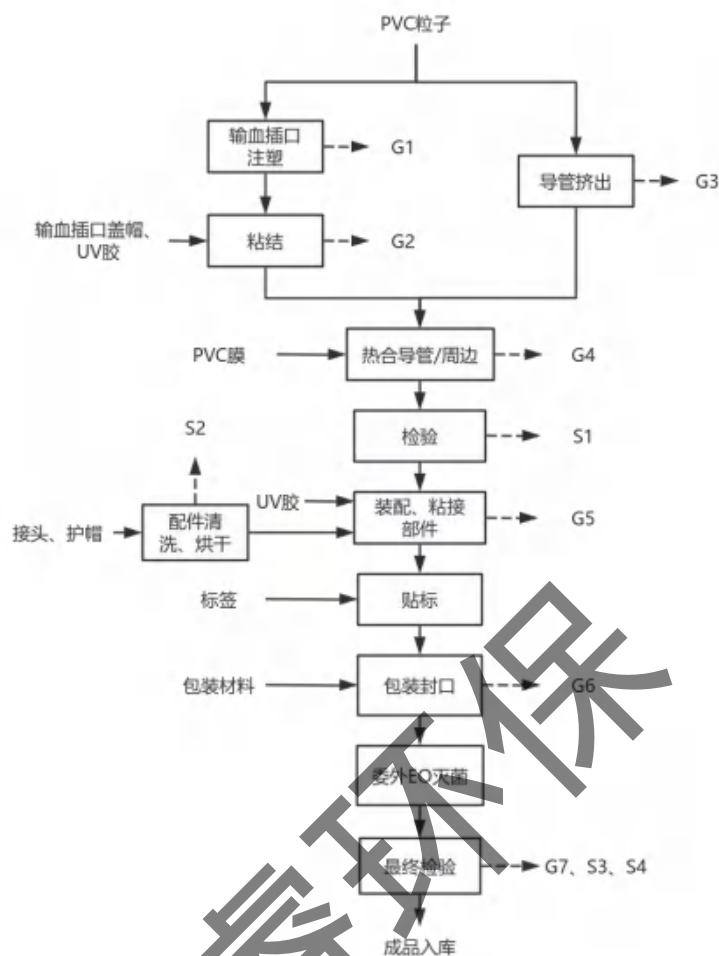 PVC粒子
输血插口
注塑
G1
导管挤出
G3
输血插口盖帽、
UV胶
粘结
G2
PVC膜
热合导管/周边
G4
S2
检验
S1
接头、护帽
配件清
洗、烘干
UV胶
装配、粘接
部件
G5
标签
贴标
包装材料
包装封口
G6
委外EO灭菌
最终检验
G7、S3、S4
成品入库
环保